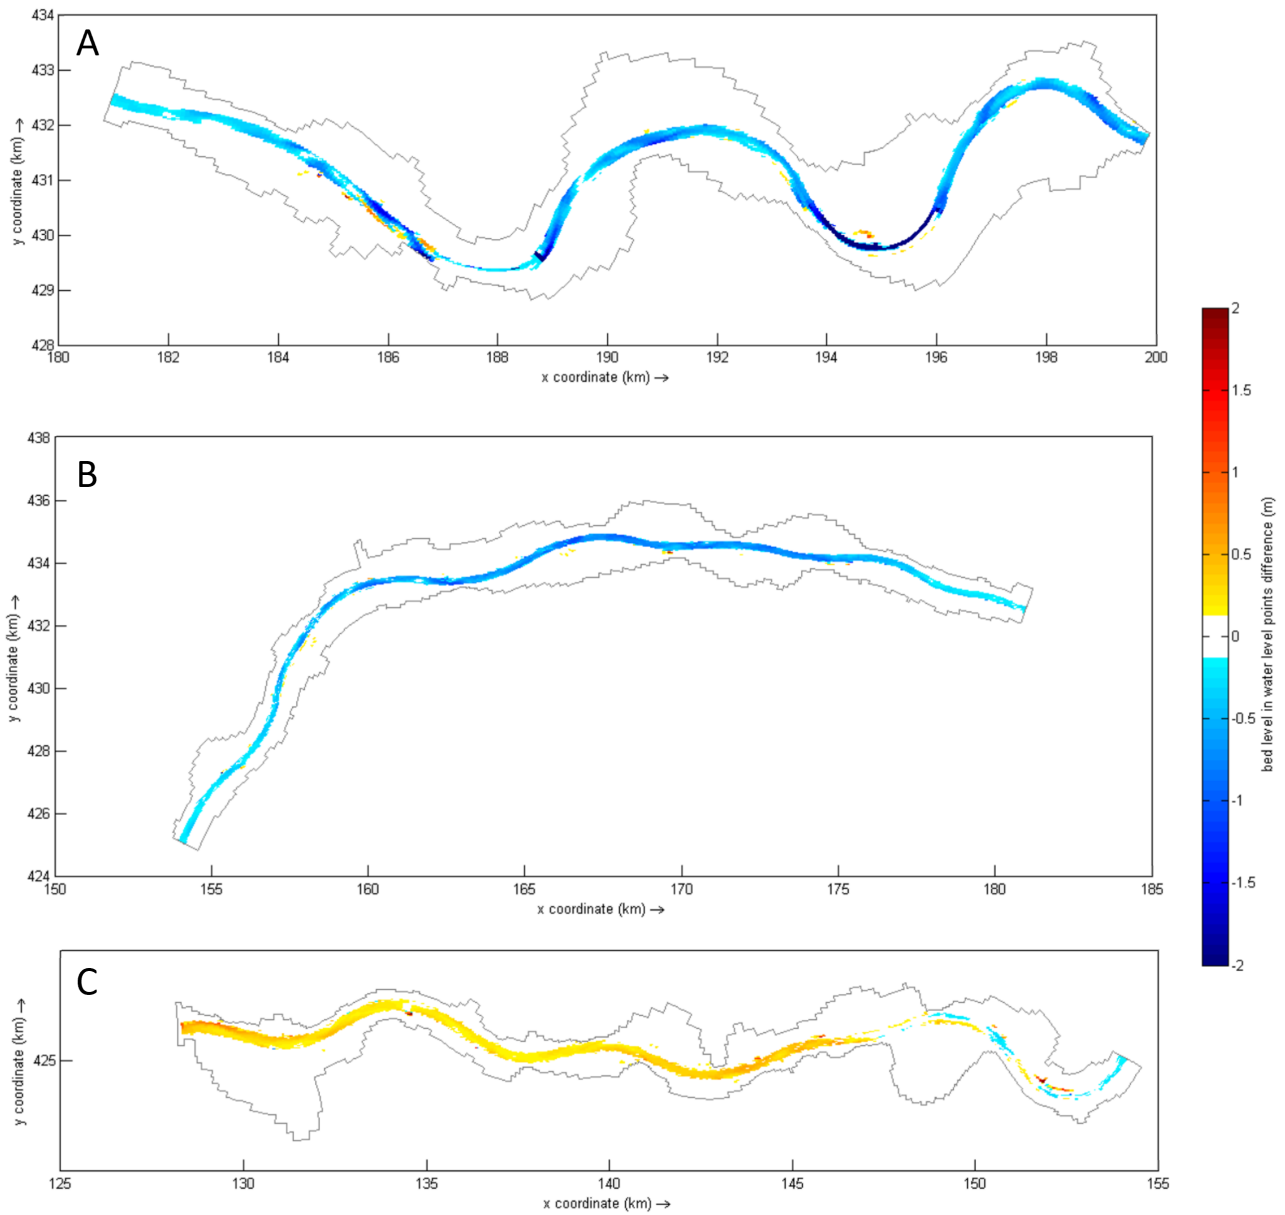 A
434
433
432
431
430
429
428
y coordinate (km) →
180 182 184 186 188 190 192 194 196 198 200
x coordinate (km) →
B
438
436
434
432
430
428
426
424
y coordinate (km) →
150 155 160 165 170 175 180 185
x coordinate (km) →
C
425
y coordinate (km) →
125 130 135 140 145 150 155
x coordinate (km) →
2
1.5
1
0.5
0
-0.5
-1
-1.5
-2
bed level in water level points difference (m)